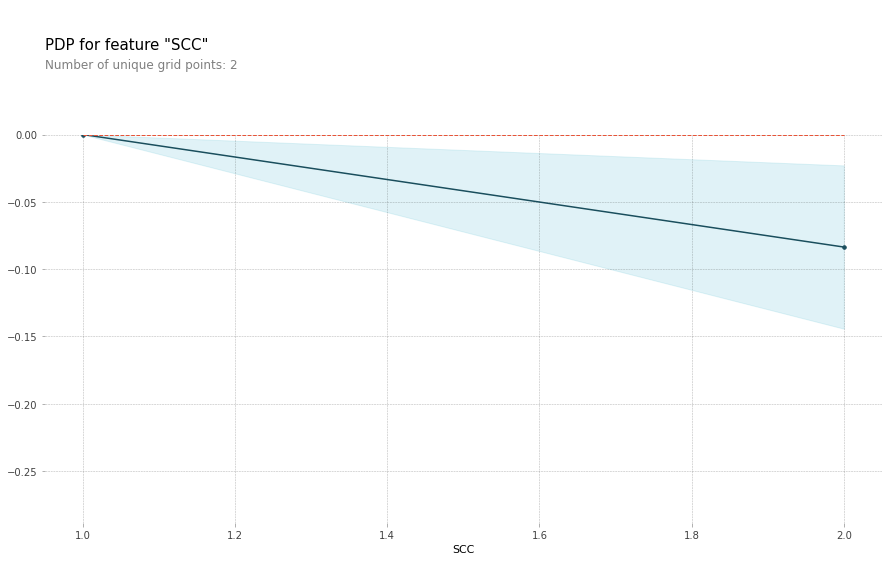 PDP for feature "SCC"
Number of unique grid points: 2
0.00
−0.05
−0.10
−0.15
−0.20
−0.25
1.0 1.2 1.4 1.6 1.8 2.0
SCC